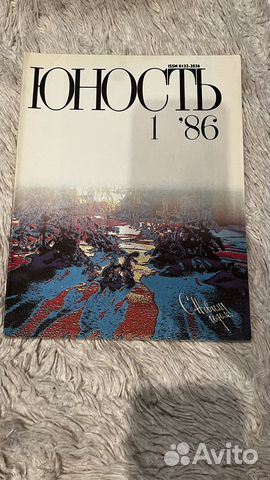 ЮНОСТЬ
ISSN 0132-2036
1 '86
С Новым
годом!
Avito